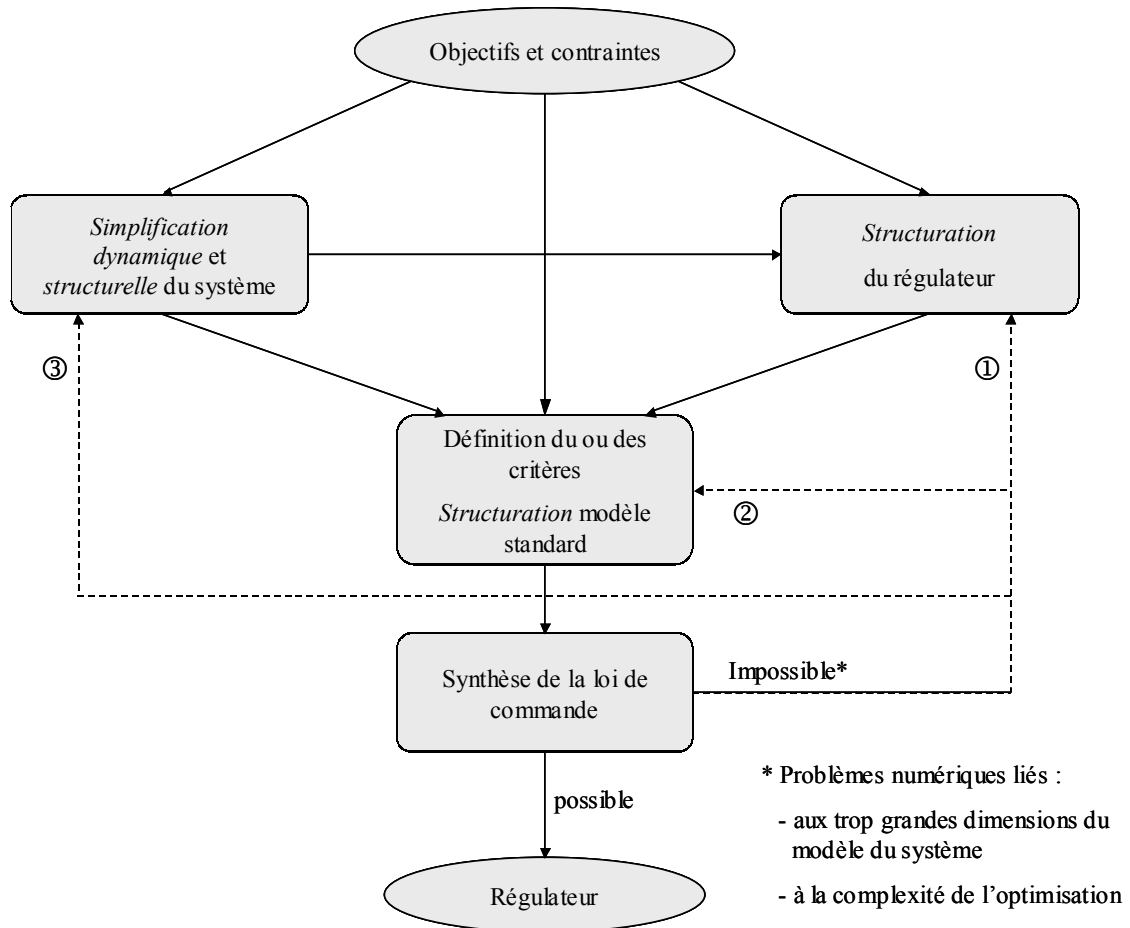 Objectifs et contraintes
Simplification
dynamique et
structurelle du système
Structuration
du régulateur
③
①
Définition du ou des
critères
Structuration modèle
standard
②
Synthèse de la loi de
commande
Impossible*
possible
* Problèmes numériques liés :
- aux trop grandes dimensions du
modèle du système
- à la complexité de l’optimisation
Régulateur